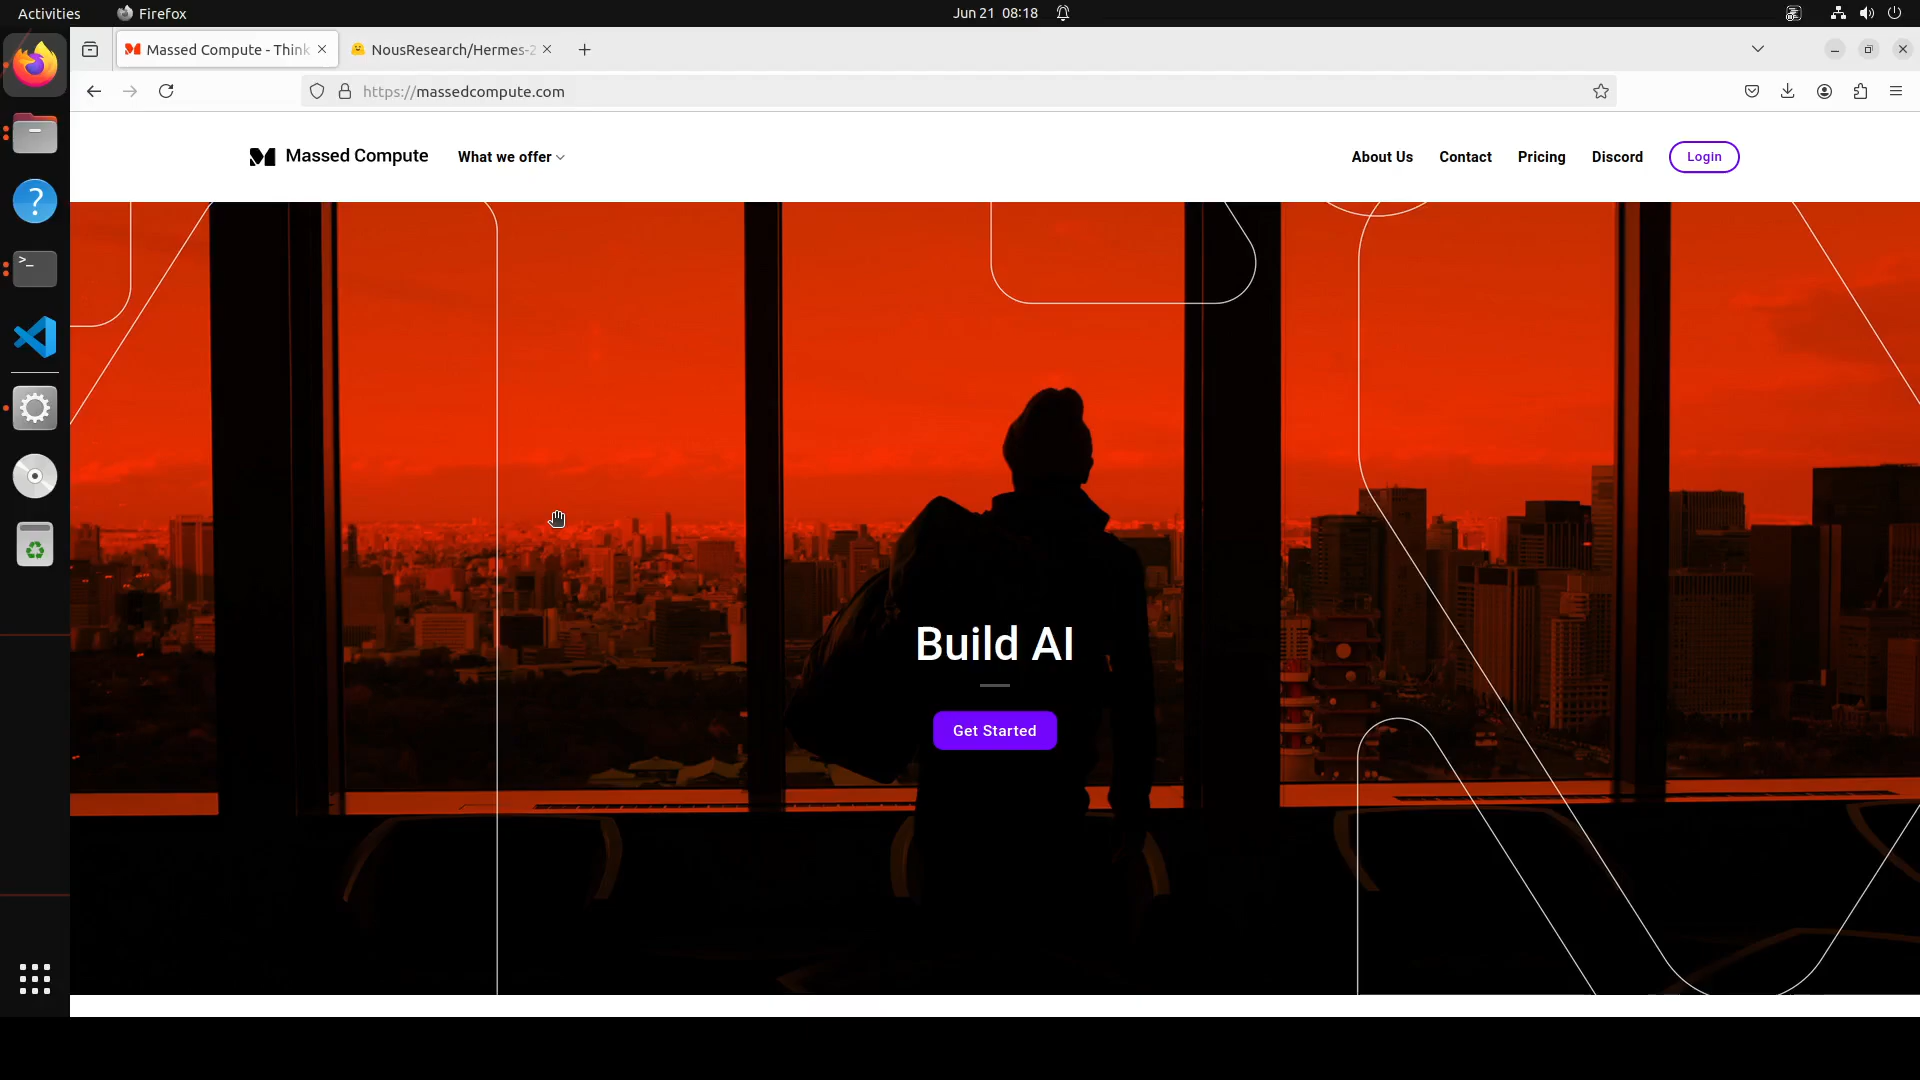 Activities
Firefox
Jun 21 08:18
Massed Compute - Think
NousResearch/Hermes-2
https://massedcompute.com
Massed Compute
What we offer
About Us
Contact
Pricing
Discord
Login
Build AI
Get Started